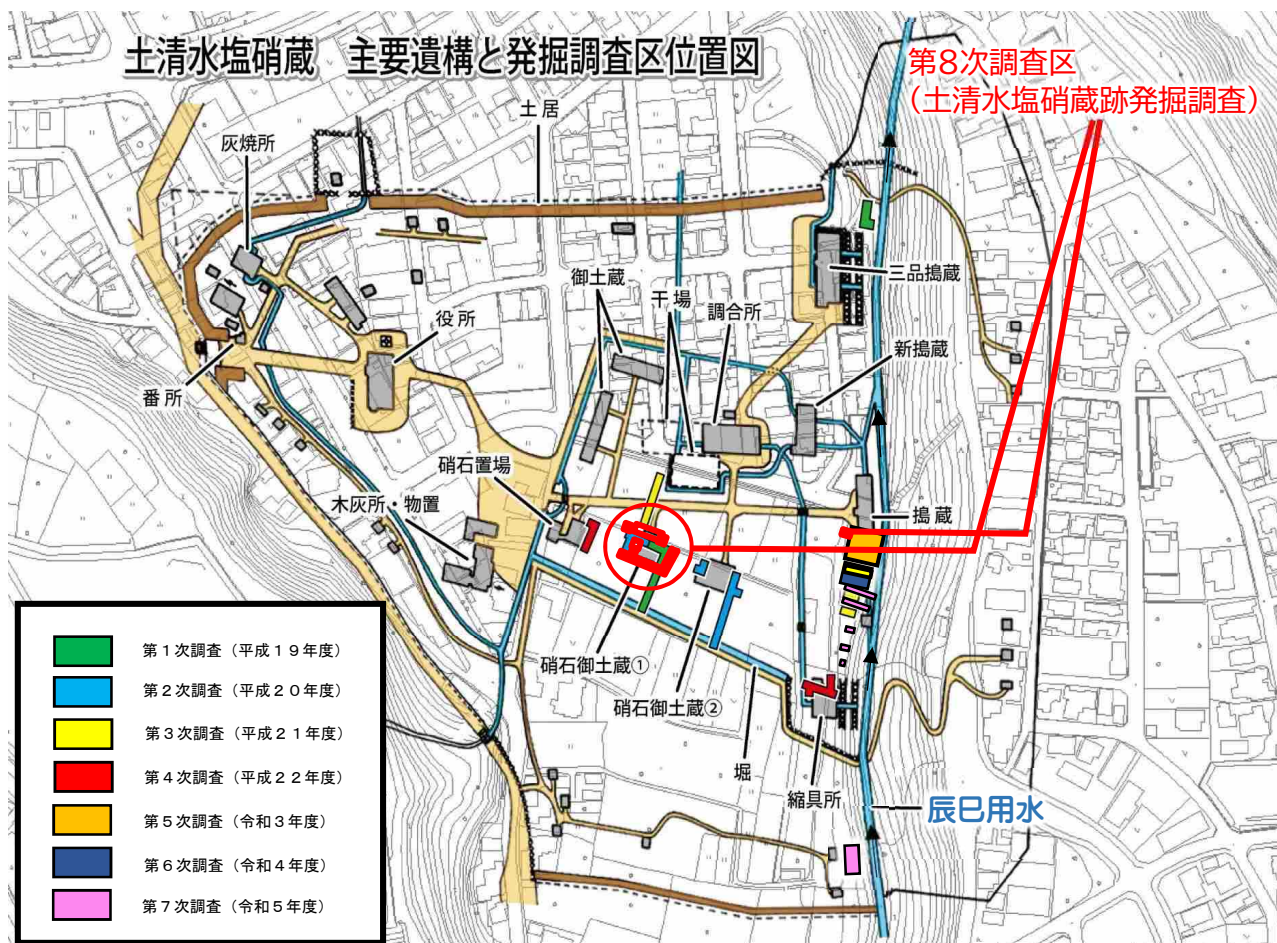 土清水塩硝蔵　主要遺構と発掘調査区位置図
第8次調査区
（土清水塩硝蔵跡発掘調査）
土居
灰焼所
三品搗蔵
御土蔵
干場
調合所
役所
新搗蔵
番所
硝石置場
木灰所・物置
搗蔵
硝石御土蔵①
硝石御土蔵②
堀
縮具所
辰巳用水
第１次調査（平成１９年度）
第２次調査（平成２０年度）
第３次調査（平成２１年度）
第４次調査（平成２２年度）
第５次調査（令和３年度）
第６次調査（令和４年度）
第７次調査（令和５年度）